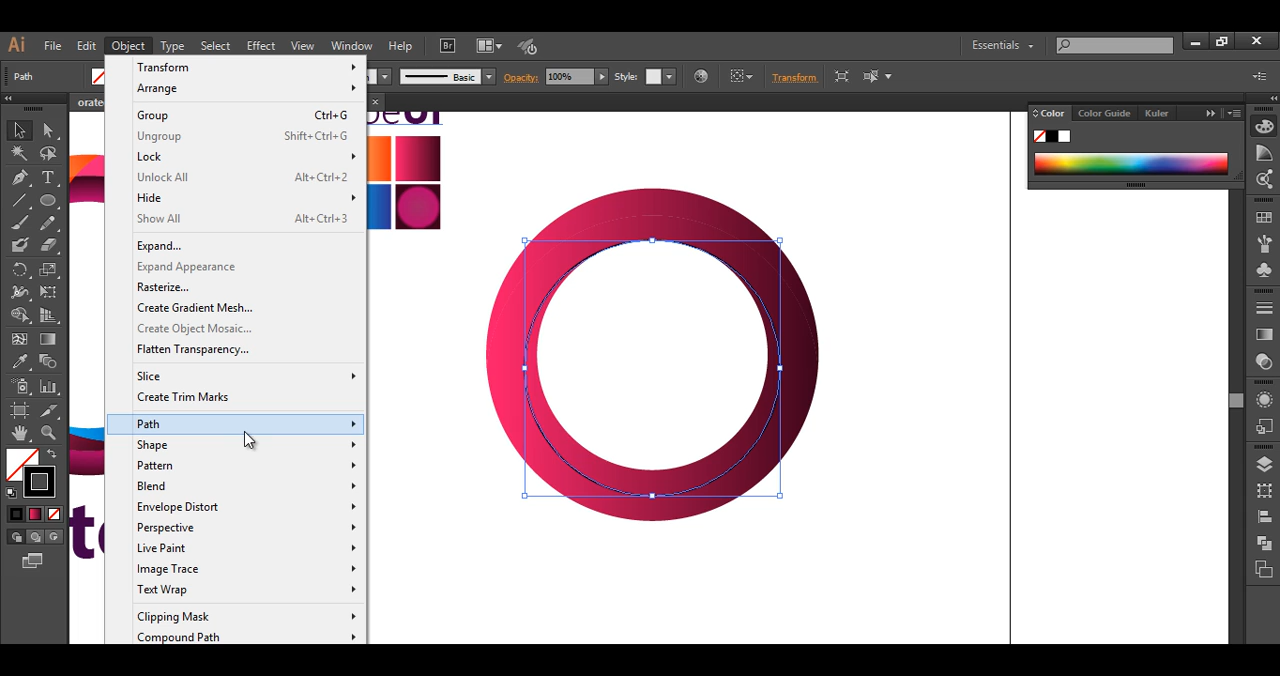 Ai File Edit Object Type Select Effect View Window Help Br Essentials
Path Basic Opacity: 100% Style: Transform
orate
be
Color Color Guide Kuler
Transform
Arrange
Group Ctrl+G
Ungroup Shift+Ctrl+G
Lock
Unlock All Alt+Ctrl+2
Hide
Show All Alt+Ctrl+3
Expand...
Expand Appearance
Rasterize...
Create Gradient Mesh...
Create Object Mosaic...
Flatten Transparency...
Slice
Create Trim Marks
Path
Shape
Pattern
Blend
Envelope Distort
Perspective
Live Paint
Image Trace
Text Wrap
Clipping Mask
Compound Path